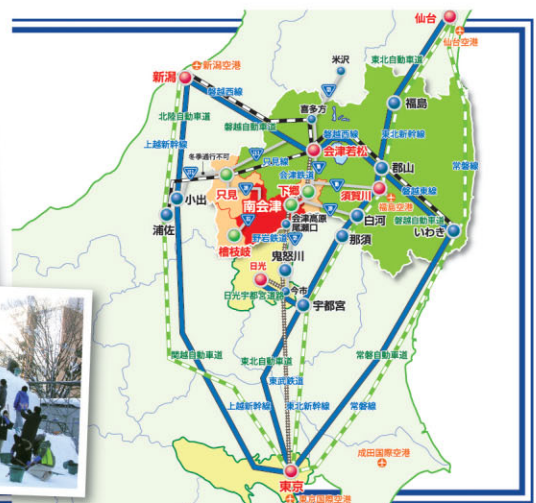 仙台
仙台空港
新潟空港
新潟
米沢
東北自動車道
喜多方
福島
北陸自動車道
磐越自動車道
磐越西線
磐越西線
東北新幹線
常磐線
上越新幹線
冬季通行不可
只見線
会津若松
会津鉄道
郡山
只見
下郷
須賀川
磐越東線
小出
南会津
福島空港
浦佐
会津高原
尾瀬口
白河
磐越自動車道
いわき
檜枝岐
野岩鉄道
那須
鬼怒川
日光
今市
日光宇都宮道路
宇都宮
関越自動車道
東北自動車道
常磐自動車道
東武鉄道
上越新幹線
東北新幹線
常磐線
成田国際空港
東京
東京国際空港